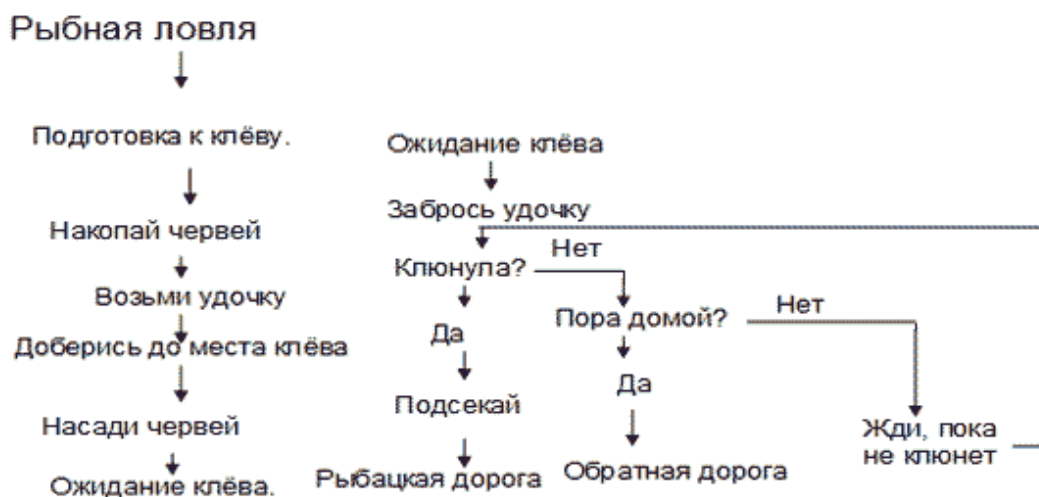 Рыбная ловля
Подготовка к клёву.
Накопай червей
Возьми удочку
Доберись до места клёва
Насади червей
Ожидание клёва.
Ожидание клёва
Забрось удочку
Клюнула?
Нет
Да
Подсекай
Рыбацкая дорога
Пора домой?
Нет
Да
Обратная дорога
Жди, пока
не клюнет